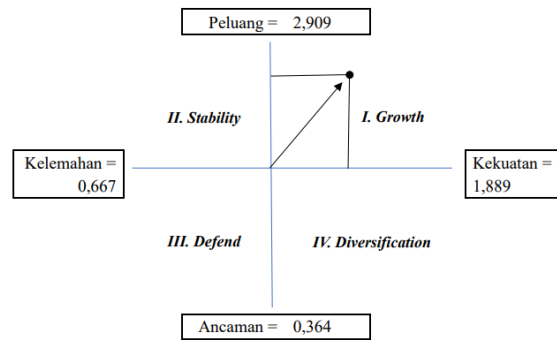 Peluang = 2,909
II. Stability
I. Growth
Kelemahan =
0,667
Kekuatan =
1,889
III. Defend
IV. Diversification
Ancaman = 0,364